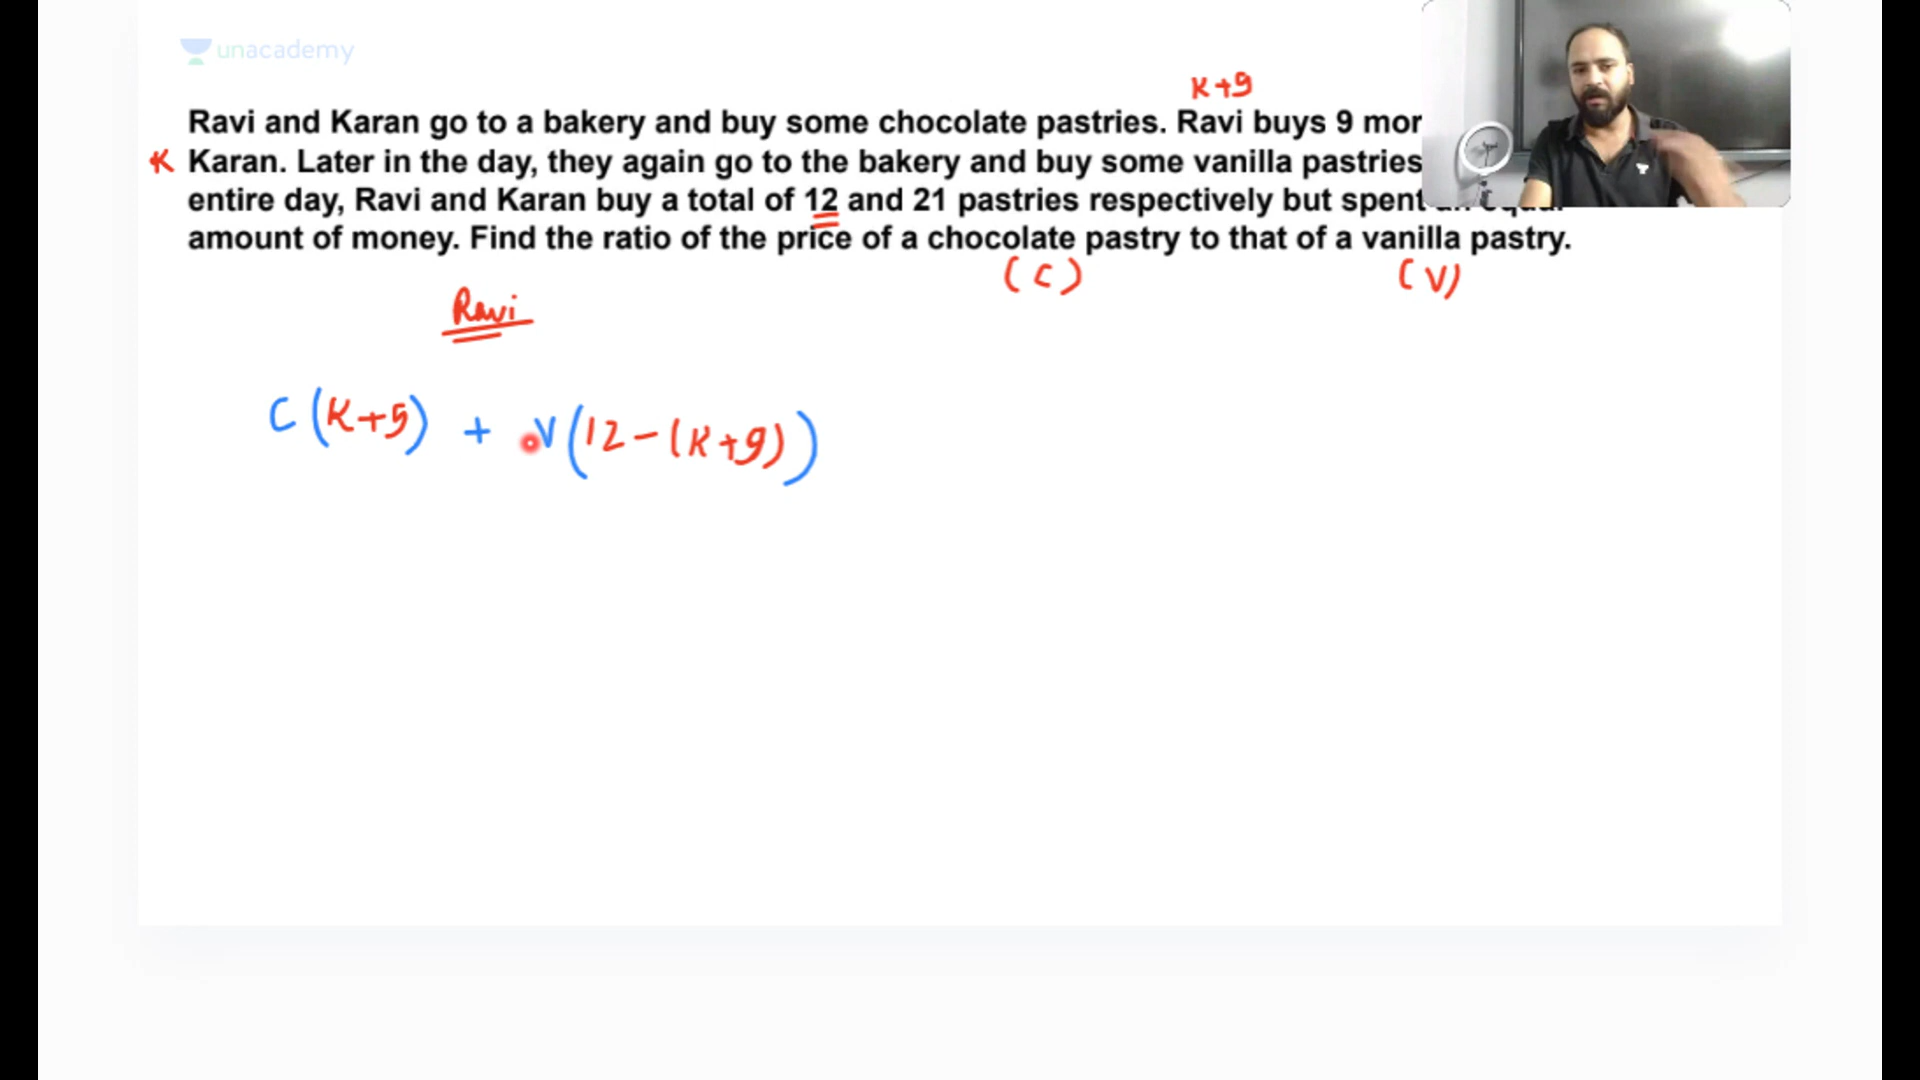 unacademy
K+9
Ravi and Karan go to a bakery and buy some chocolate pastries. Ravi buys 9 mor
K Karan. Later in the day, they again go to the bakery and buy some vanilla pastries
entire day, Ravi and Karan buy a total of 12 and 21 pastries respectively but spent
amount of money. Find the ratio of the price of a chocolate pastry to that of a vanilla pastry.
(C) (V)
Ravi
C(K+9) + V(12-(K+9))